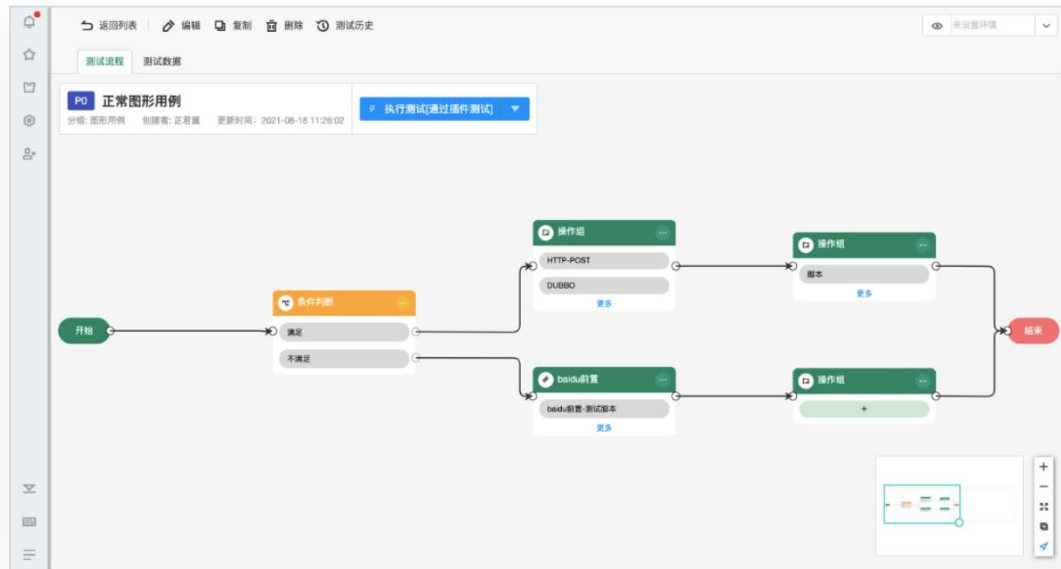 返回列表 编辑 复制 删除 测试历史 未设置环境
测试流程 测试数据
P0 正常图形用例
分组: 图形用例 创建者: 正君酱 更新时间: 2021-08-18 11:26:02
执行测试[通过插件测试]
操作组
HTTP-POST
DUBBO
更多
操作组
脚本
更多
条件判断
满足
不满足
开始
结束
baidu前置
baidu前置-测试脚本
更多
操作组
+